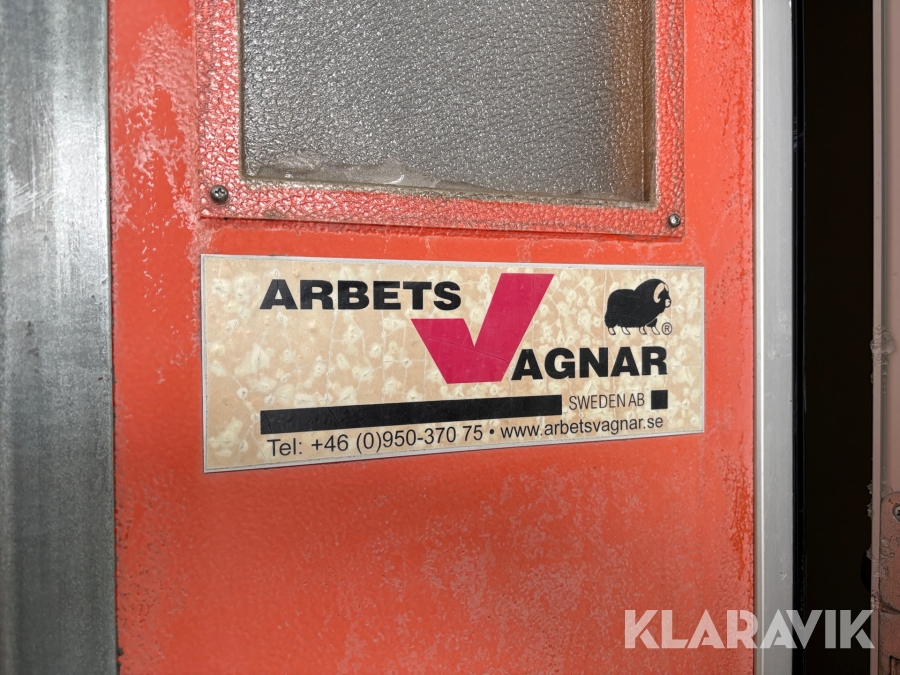 ARBETS
VAGNAR
®
SWEDEN AB
Tel: +46 (0)950-370 75 • www.arbetsvagnar.se
KLARAVIK